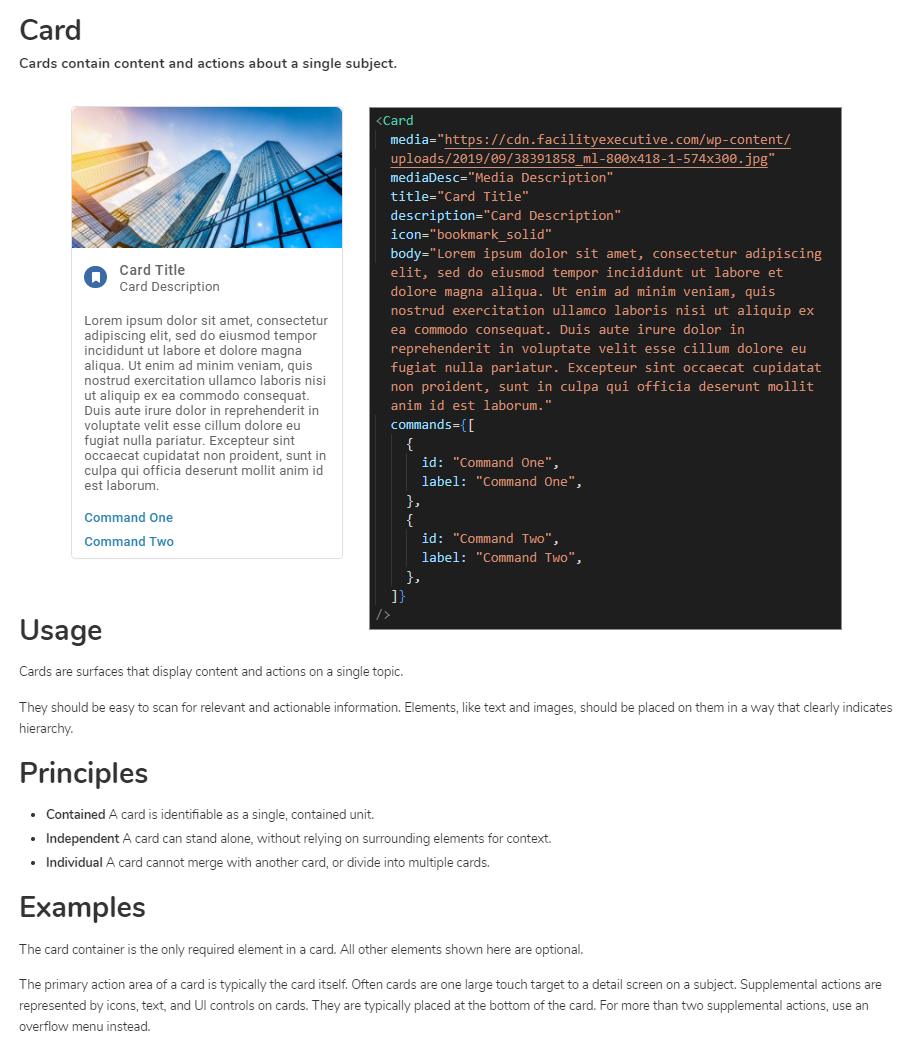 Card
Cards contain content and actions about a single subject.
Card Title
Card Description
Lorem ipsum dolor sit amet, consectetur
adipiscing elit, sed do eiusmod tempor
incididunt ut labore et dolore magna
aliqua. Ut enim ad minim veniam, quis
nostrud exercitation ullamco laboris nisi
ut aliquip ex ea commodo consequat.
Duis aute irure dolor in reprehenderit in
voluptate velit esse cillum dolore eu
fugiat nulla pariatur. Excepteur sint
occaecat cupidatat non proident, sunt in
culpa qui officia deserunt mollit anim id
est laborum.
Command One
Command Two
<Card
media="https://cdn.facilityexecutive.com/wp-content/
uploads/2019/09/38391858_ml-800x418-1-574x300.jpg"
mediaDesc="Media Description"
title="Card Title"
description="Card Description"
icon="bookmark_solid"
body="Lorem ipsum dolor sit amet, consectetur adipiscing
elit, sed do eiusmod tempor incididunt ut labore et
dolore magna aliqua. Ut enim ad minim veniam, quis
nostrud exercitation ullamco laboris nisi ut aliquip ex
ea commodo consequat. Duis aute irure dolor in
reprehenderit in voluptate velit esse cillum dolore eu
fugiat nulla pariatur. Excepteur sint occaecat cupidatat
non proident, sunt in culpa qui officia deserunt mollit
anim id est laborum."
commands={[
{
id: "Command One",
label: "Command One",
},
{
id: "Command Two",
label: "Command Two",
},
]}
/>
Usage
Cards are surfaces that display content and actions on a single topic.
They should be easy to scan for relevant and actionable information. Elements, like text and images, should be placed on them in a way that clearly indicates
hierarchy.
Principles
• Contained A card is identifiable as a single, contained unit.
• Independent A card can stand alone, without relying on surrounding elements for context.
• Individual A card cannot merge with another card, or divide into multiple cards.
Examples
The card container is the only required element in a card. All other elements shown here are optional.
The primary action area of a card is typically the card itself. Often cards are one large touch target to a detail screen on a subject. Supplemental actions are
represented by icons, text, and UI controls on cards. They are typically placed at the bottom of the card. For more than two supplemental actions, use an
overflow menu instead.